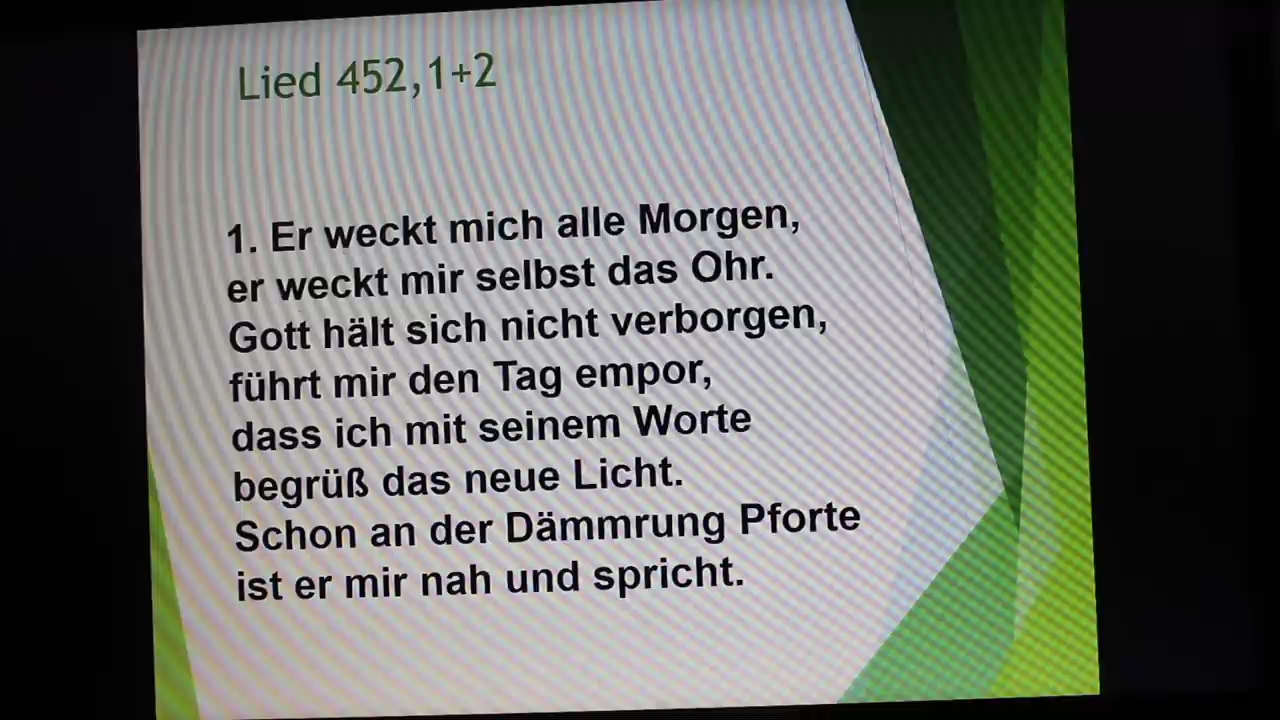 Lied 452,1+2
1. Er weckt mich alle Morgen,
er weckt mir selbst das Ohr.
Gott hält sich nicht verborgen,
führt mir den Tag empor,
dass ich mit seinem Worte
begrüß das neue Licht.
Schon an der Dämmrung Pforte
ist er mir nah und spricht.